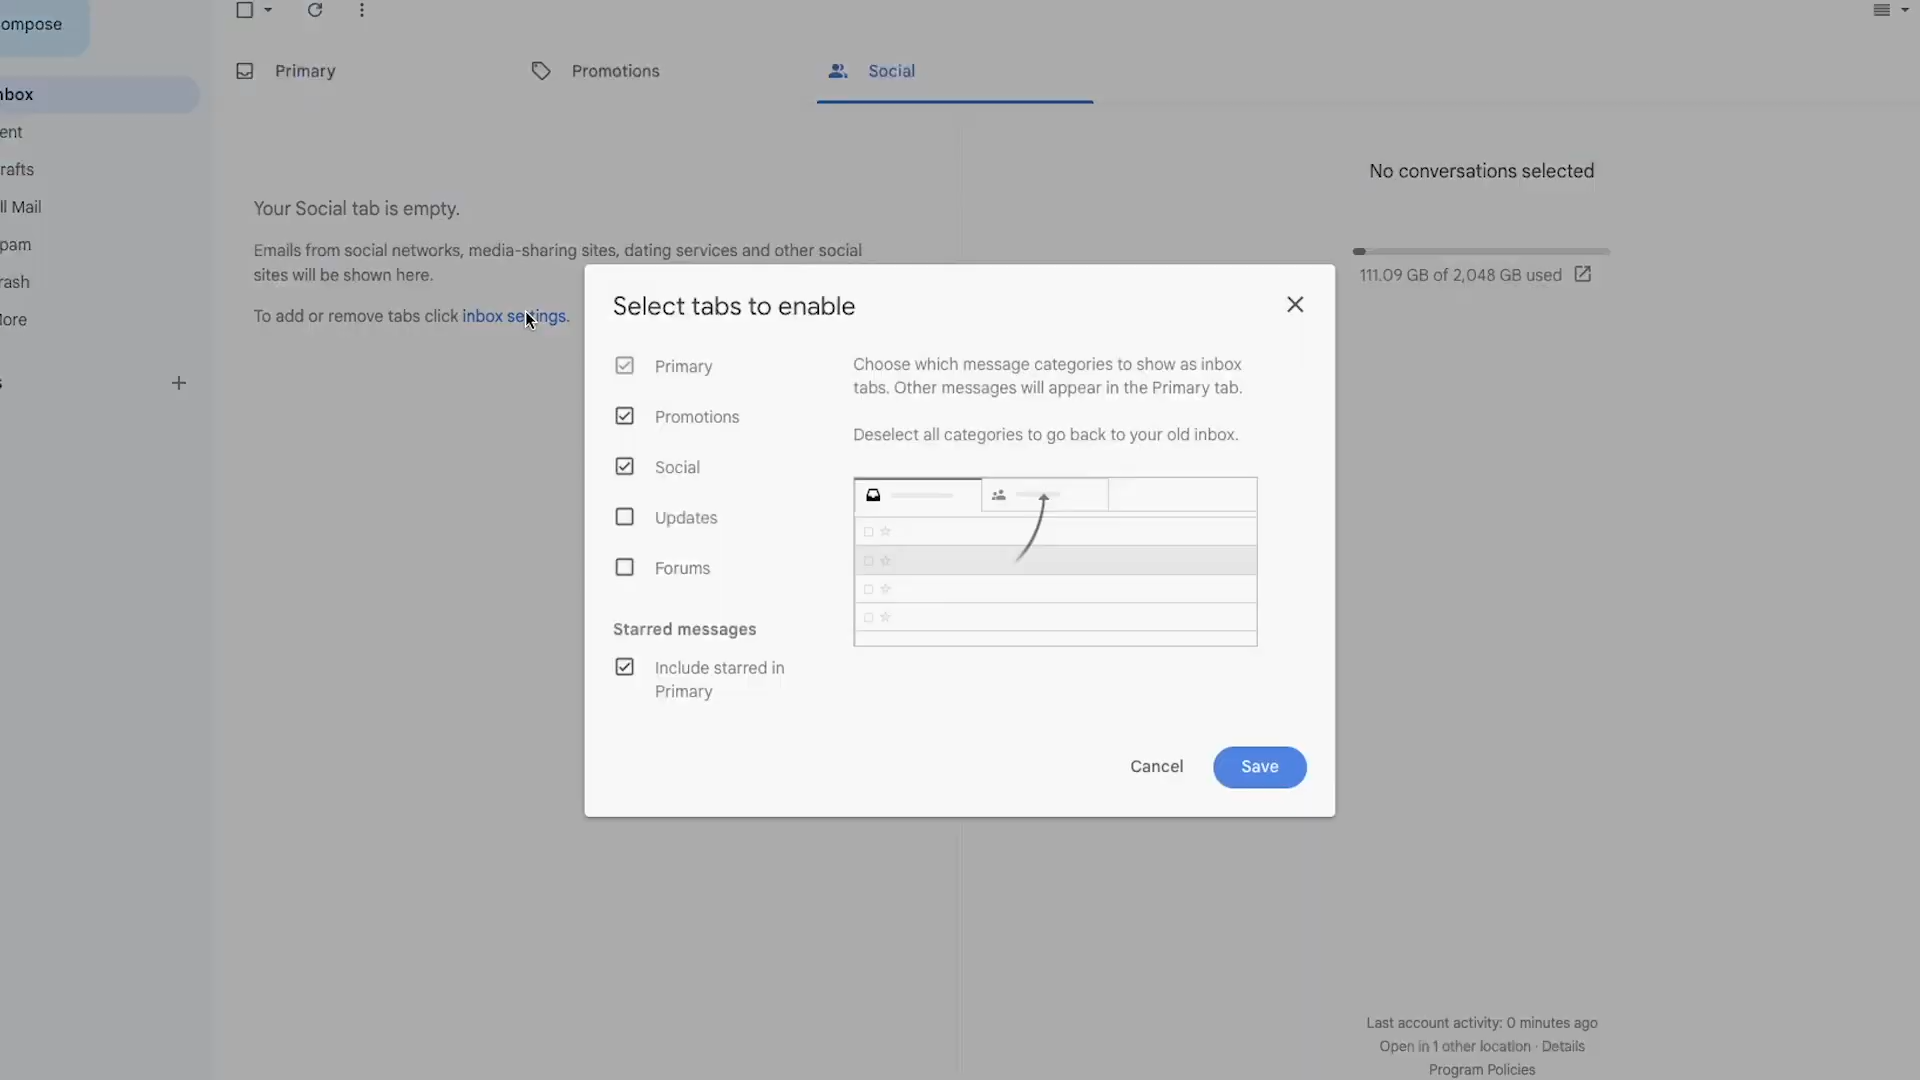 ompose
Primary
Promotions
Social
nbox
ent
rafts
ll Mail
pam
rash
ore
s
Your Social tab is empty.
Emails from social networks, media-sharing sites, dating services and other social
sites will be shown here.
To add or remove tabs click inbox settings.
No conversations selected
111.09 GB of 2,048 GB used
Select tabs to enable
Primary
Promotions
Social
Updates
Forums
Starred messages
Include starred in
Primary
Choose which message categories to show as inbox
tabs. Other messages will appear in the Primary tab.
Deselect all categories to go back to your old inbox.
Cancel
Save
Last account activity: 0 minutes ago
Open in 1 other location · Details
Program Policies